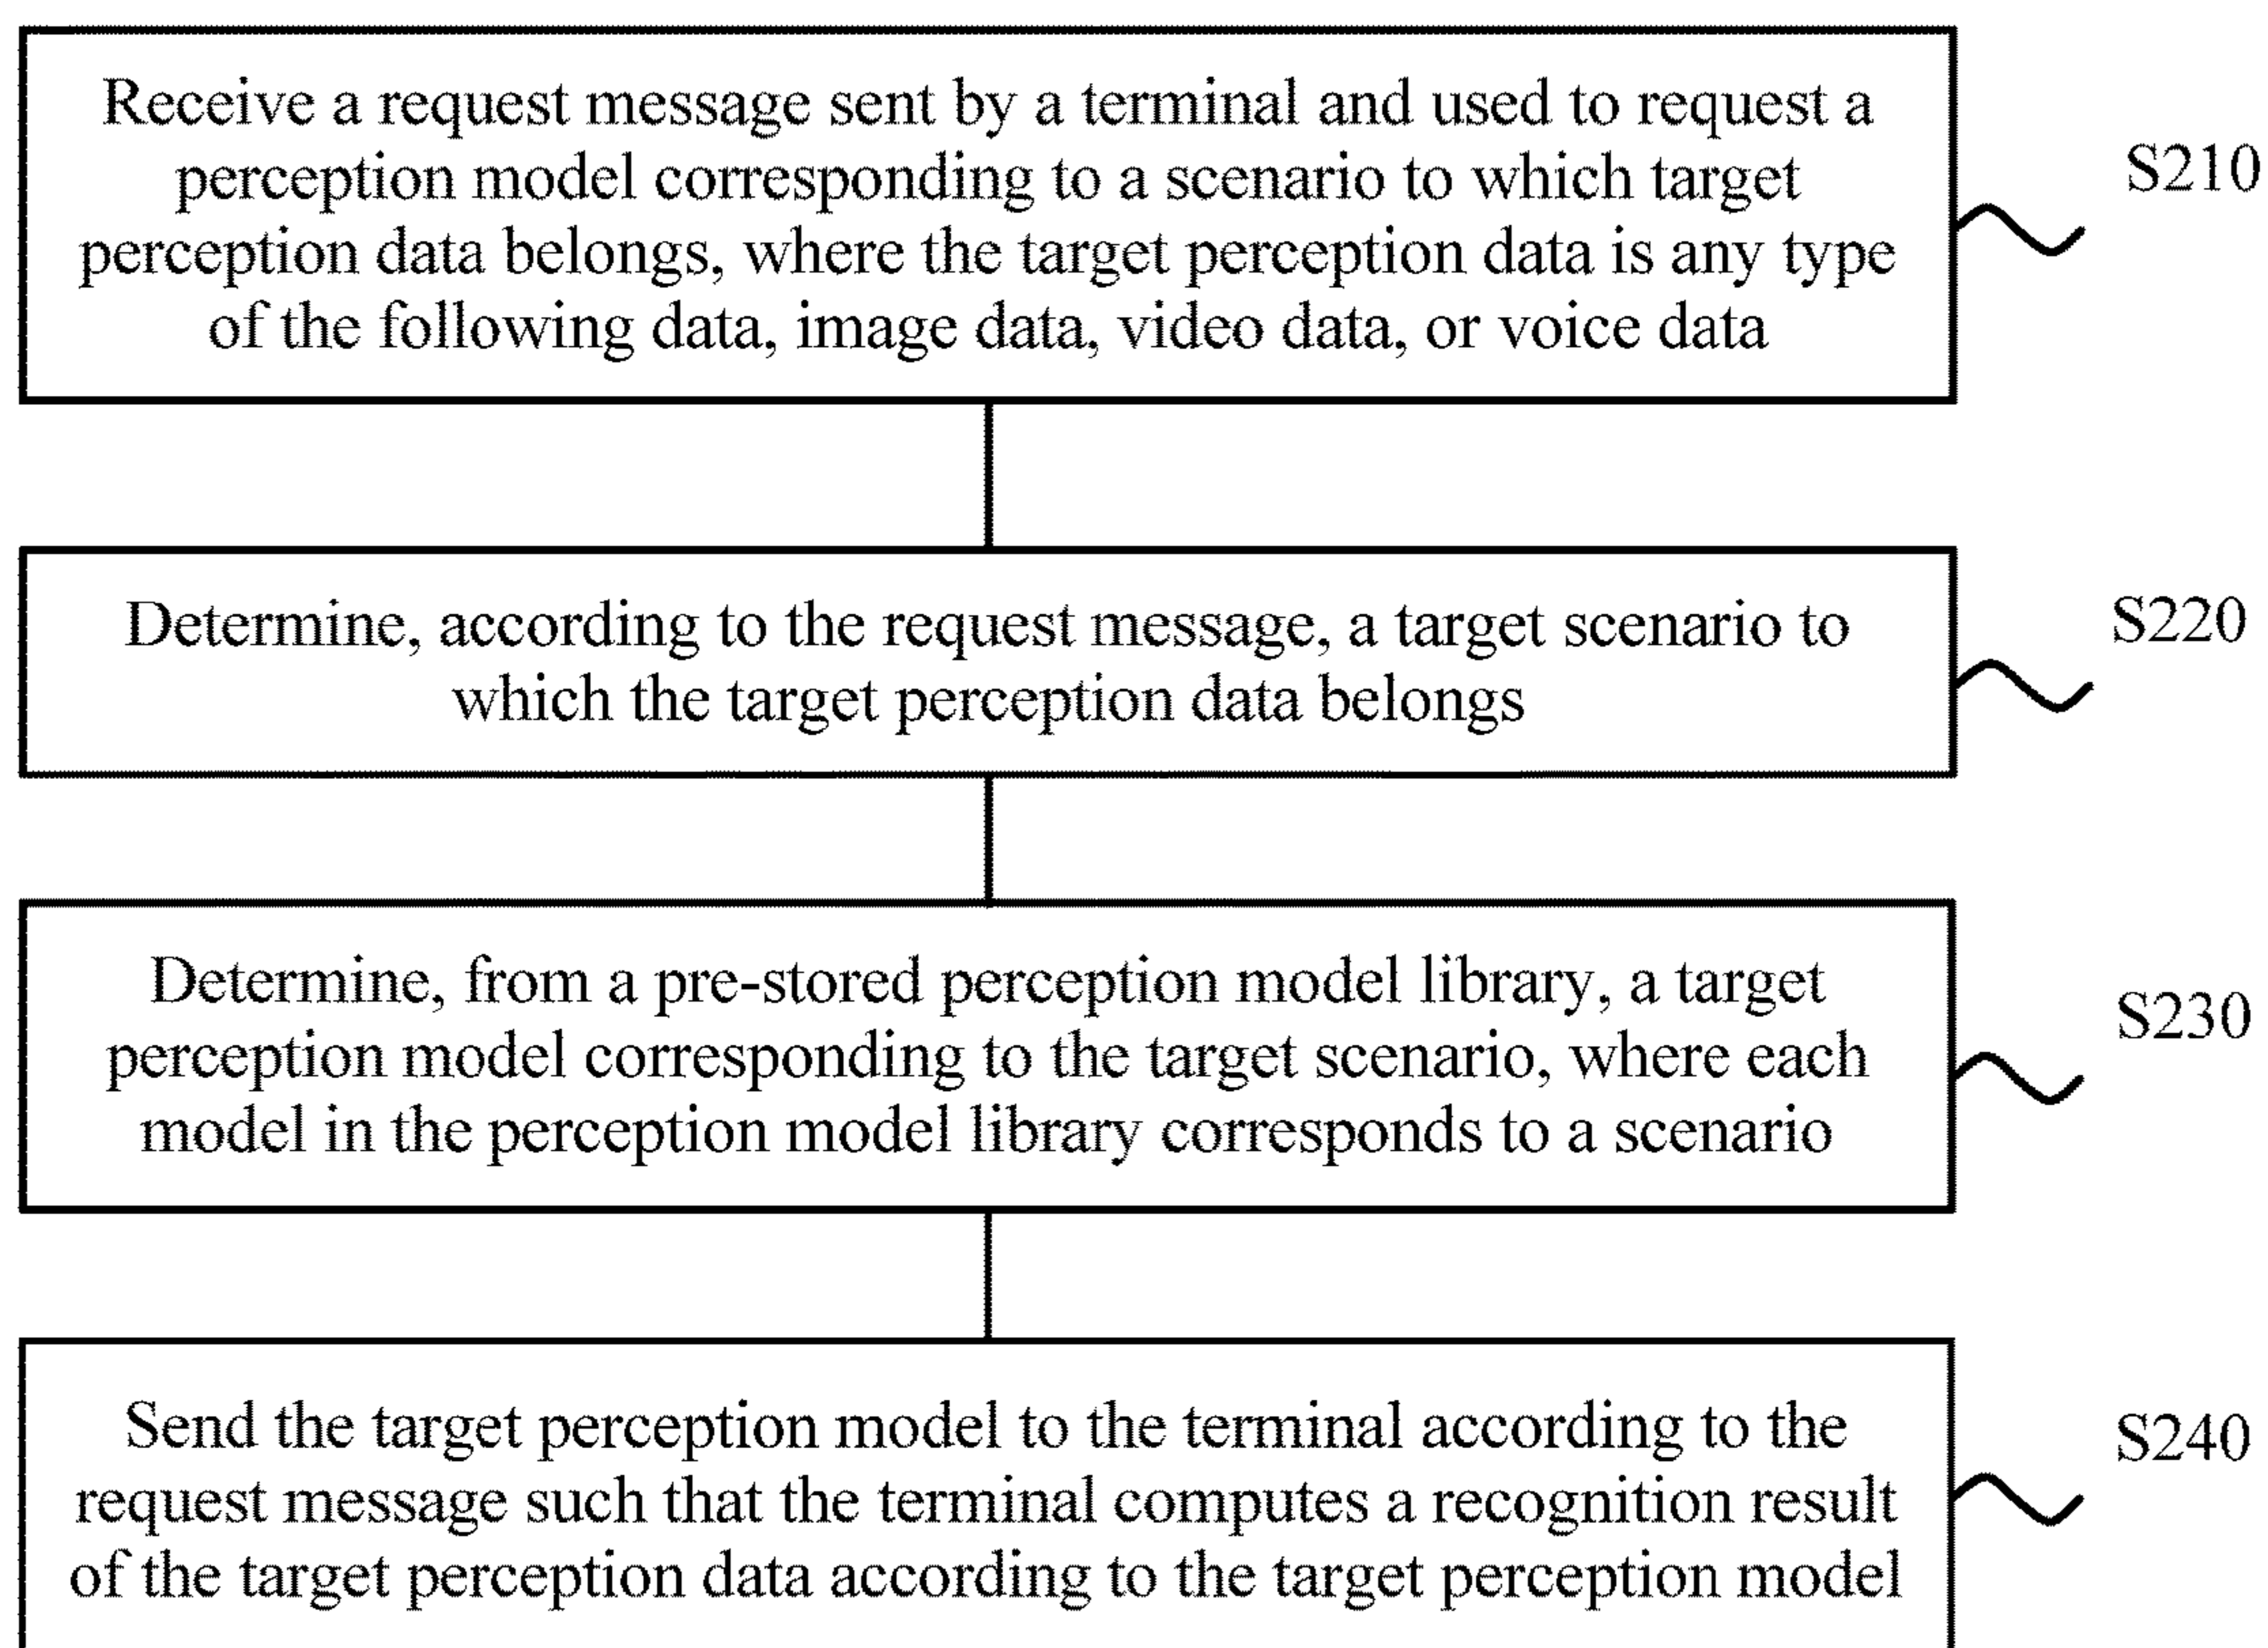 Receive a request message sent by a terminal and used to request a
perception model corresponding to a scenario to which target
perception data belongs, where the target perception data is any type
of the following data, image data, video data, or voice data
S210
Determine, according to the request message, a target scenario to
which the target perception data belongs
S220
Determine, from a pre-stored perception model library, a target
perception model corresponding to the target scenario, where each
model in the perception model library corresponds to a scenario
S230
Send the target perception model to the terminal according to the
request message such that the terminal computes a recognition result
of the target perception data according to the target perception model
S240